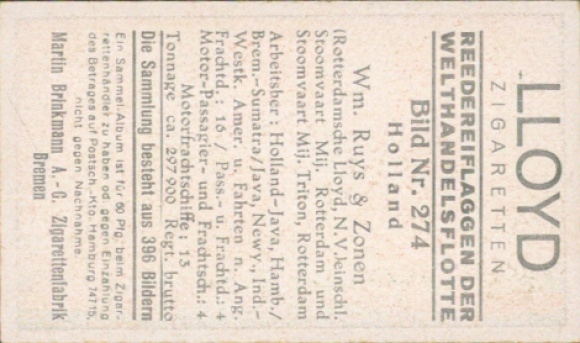 LLOYD
ZIGARETTEN
REEDEREIFLAGGEN DER
WELTHANDELSFLOTTE
Bild Nr. 274
Holland
Wm. Ruys & Zonen
(Rotterdamsche Lloyd, N.V.)einschl.
Stoomvaart Mij. Rotterdam und
Stoomvaart Mij. Triton, Rotterdam
Arbeitsber.: Holland-Java, Hamb./
Brem.-Sumatra/Java, Newy., Ind.-
Westk. Amer. u. Fahrten n. Ang.
Frachtd.: 16 / Pass.- u. Frachtd.: 4
Motor-Passagier- und Frachtsch.: 4
Motorfrachtschiffe: 13
Tonnage ca. 297900 Regt. brutto
Die Sammlung besteht aus 396 Bildern
Ein Sammel-Album ist für 60 Pfg. beim Zigar-
rettenhändler zu haben od. gegen Einzahlung
des Betrages auf Postsch.-Kto. Hamburg 74715,
nicht gegen Nachnahme.
Martin Brinkmann A.-G. Zigarettenfabrik
Bremen